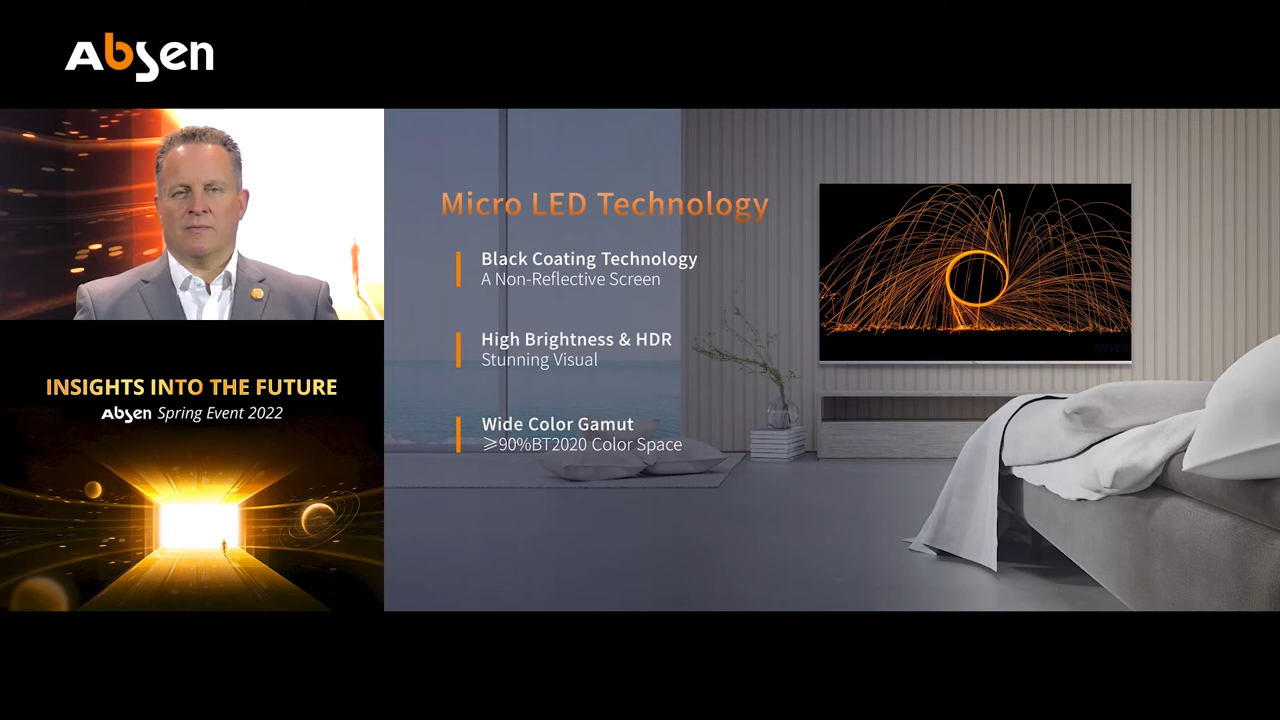 Absen
INSIGHTS INTO THE FUTURE
Absen Spring Event 2022
Micro LED Technology
Black Coating Technology
A Non-Reflective Screen
High Brightness & HDR
Stunning Visual
Wide Color Gamut
≥90%BT2020 Color Space